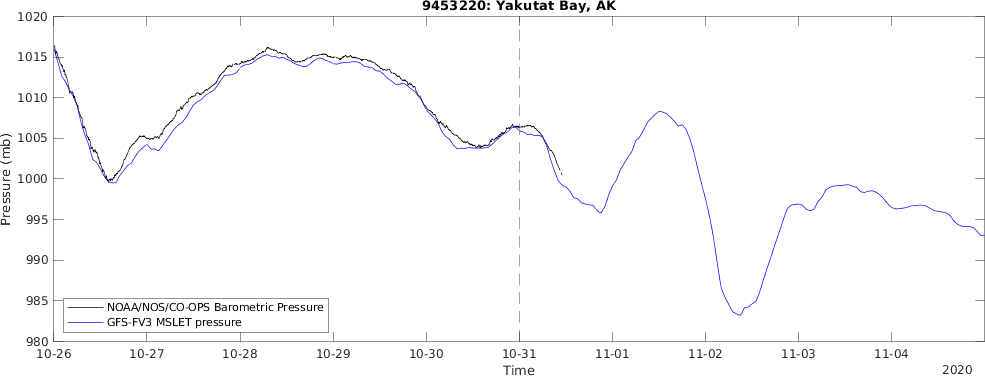 9453220: Yakutat Bay, AK
Pressure (mb)
1020
1015
1010
1005
1000
995
990
985
980
NOAA/NOS/CO-OPS Barometric Pressure
GFS-FV3 MSLET pressure
10-26 10-27 10-28 10-29 10-30 10-31 11-01 11-02 11-03 11-04
Time
2020